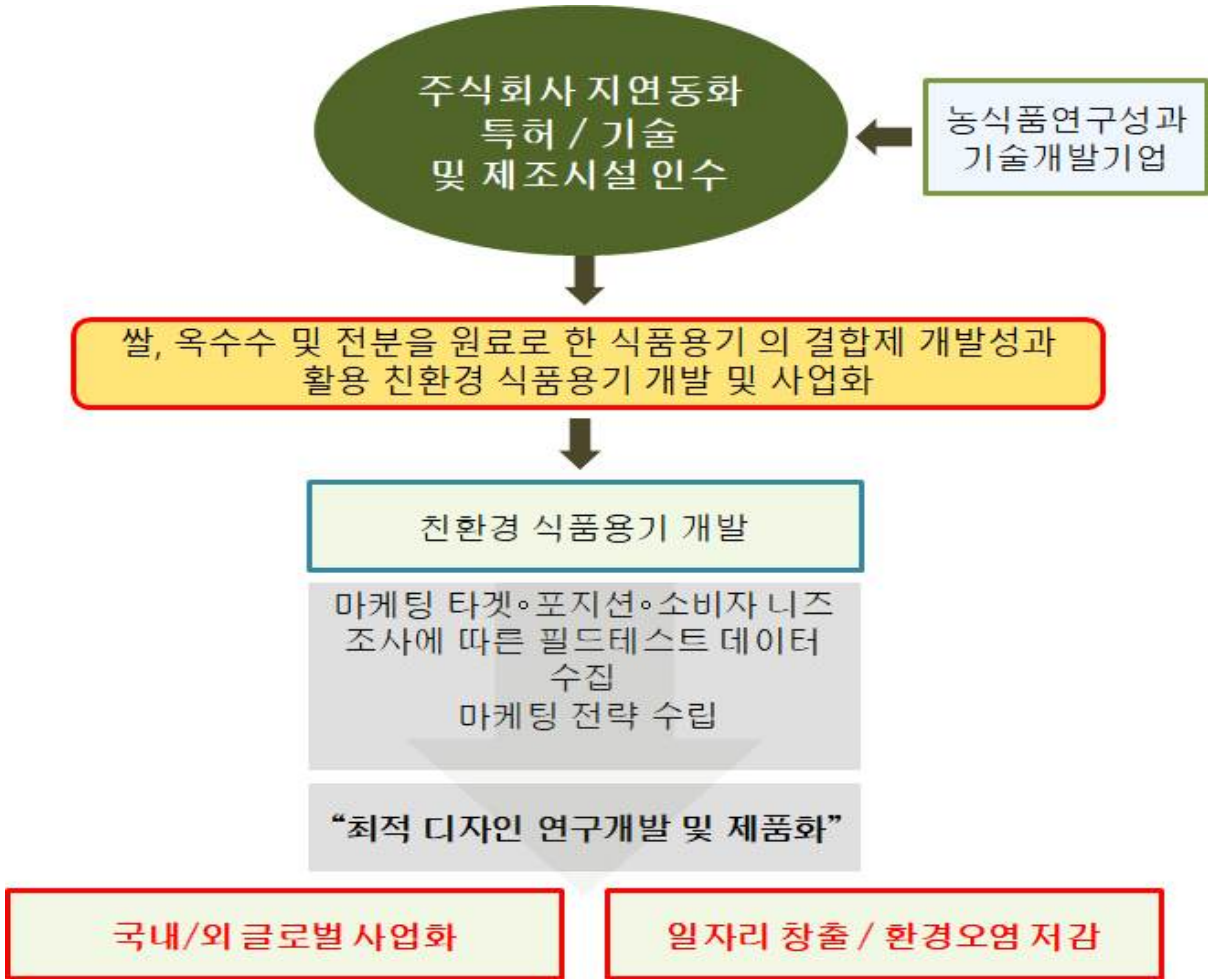 주식회사 지연동화
특허 / 기술
및 제조시설 인수
농식품연구성과
기술개발기업
쌀, 옥수수 및 전분을 원료로 한 식품용기 의 결합제 개발성과
활용 친환경 식품용기 개발 및 사업화
친환경 식품용기 개발
마케팅 타겟∘포지션∘소비자 니즈
조사에 따른 필드테스트 데이터
수집
마케팅 전략 수립
“최적 디자인 연구개발 및 제품화”
국내/외 글로벌 사업화
일자리 창출 / 환경오염 저감